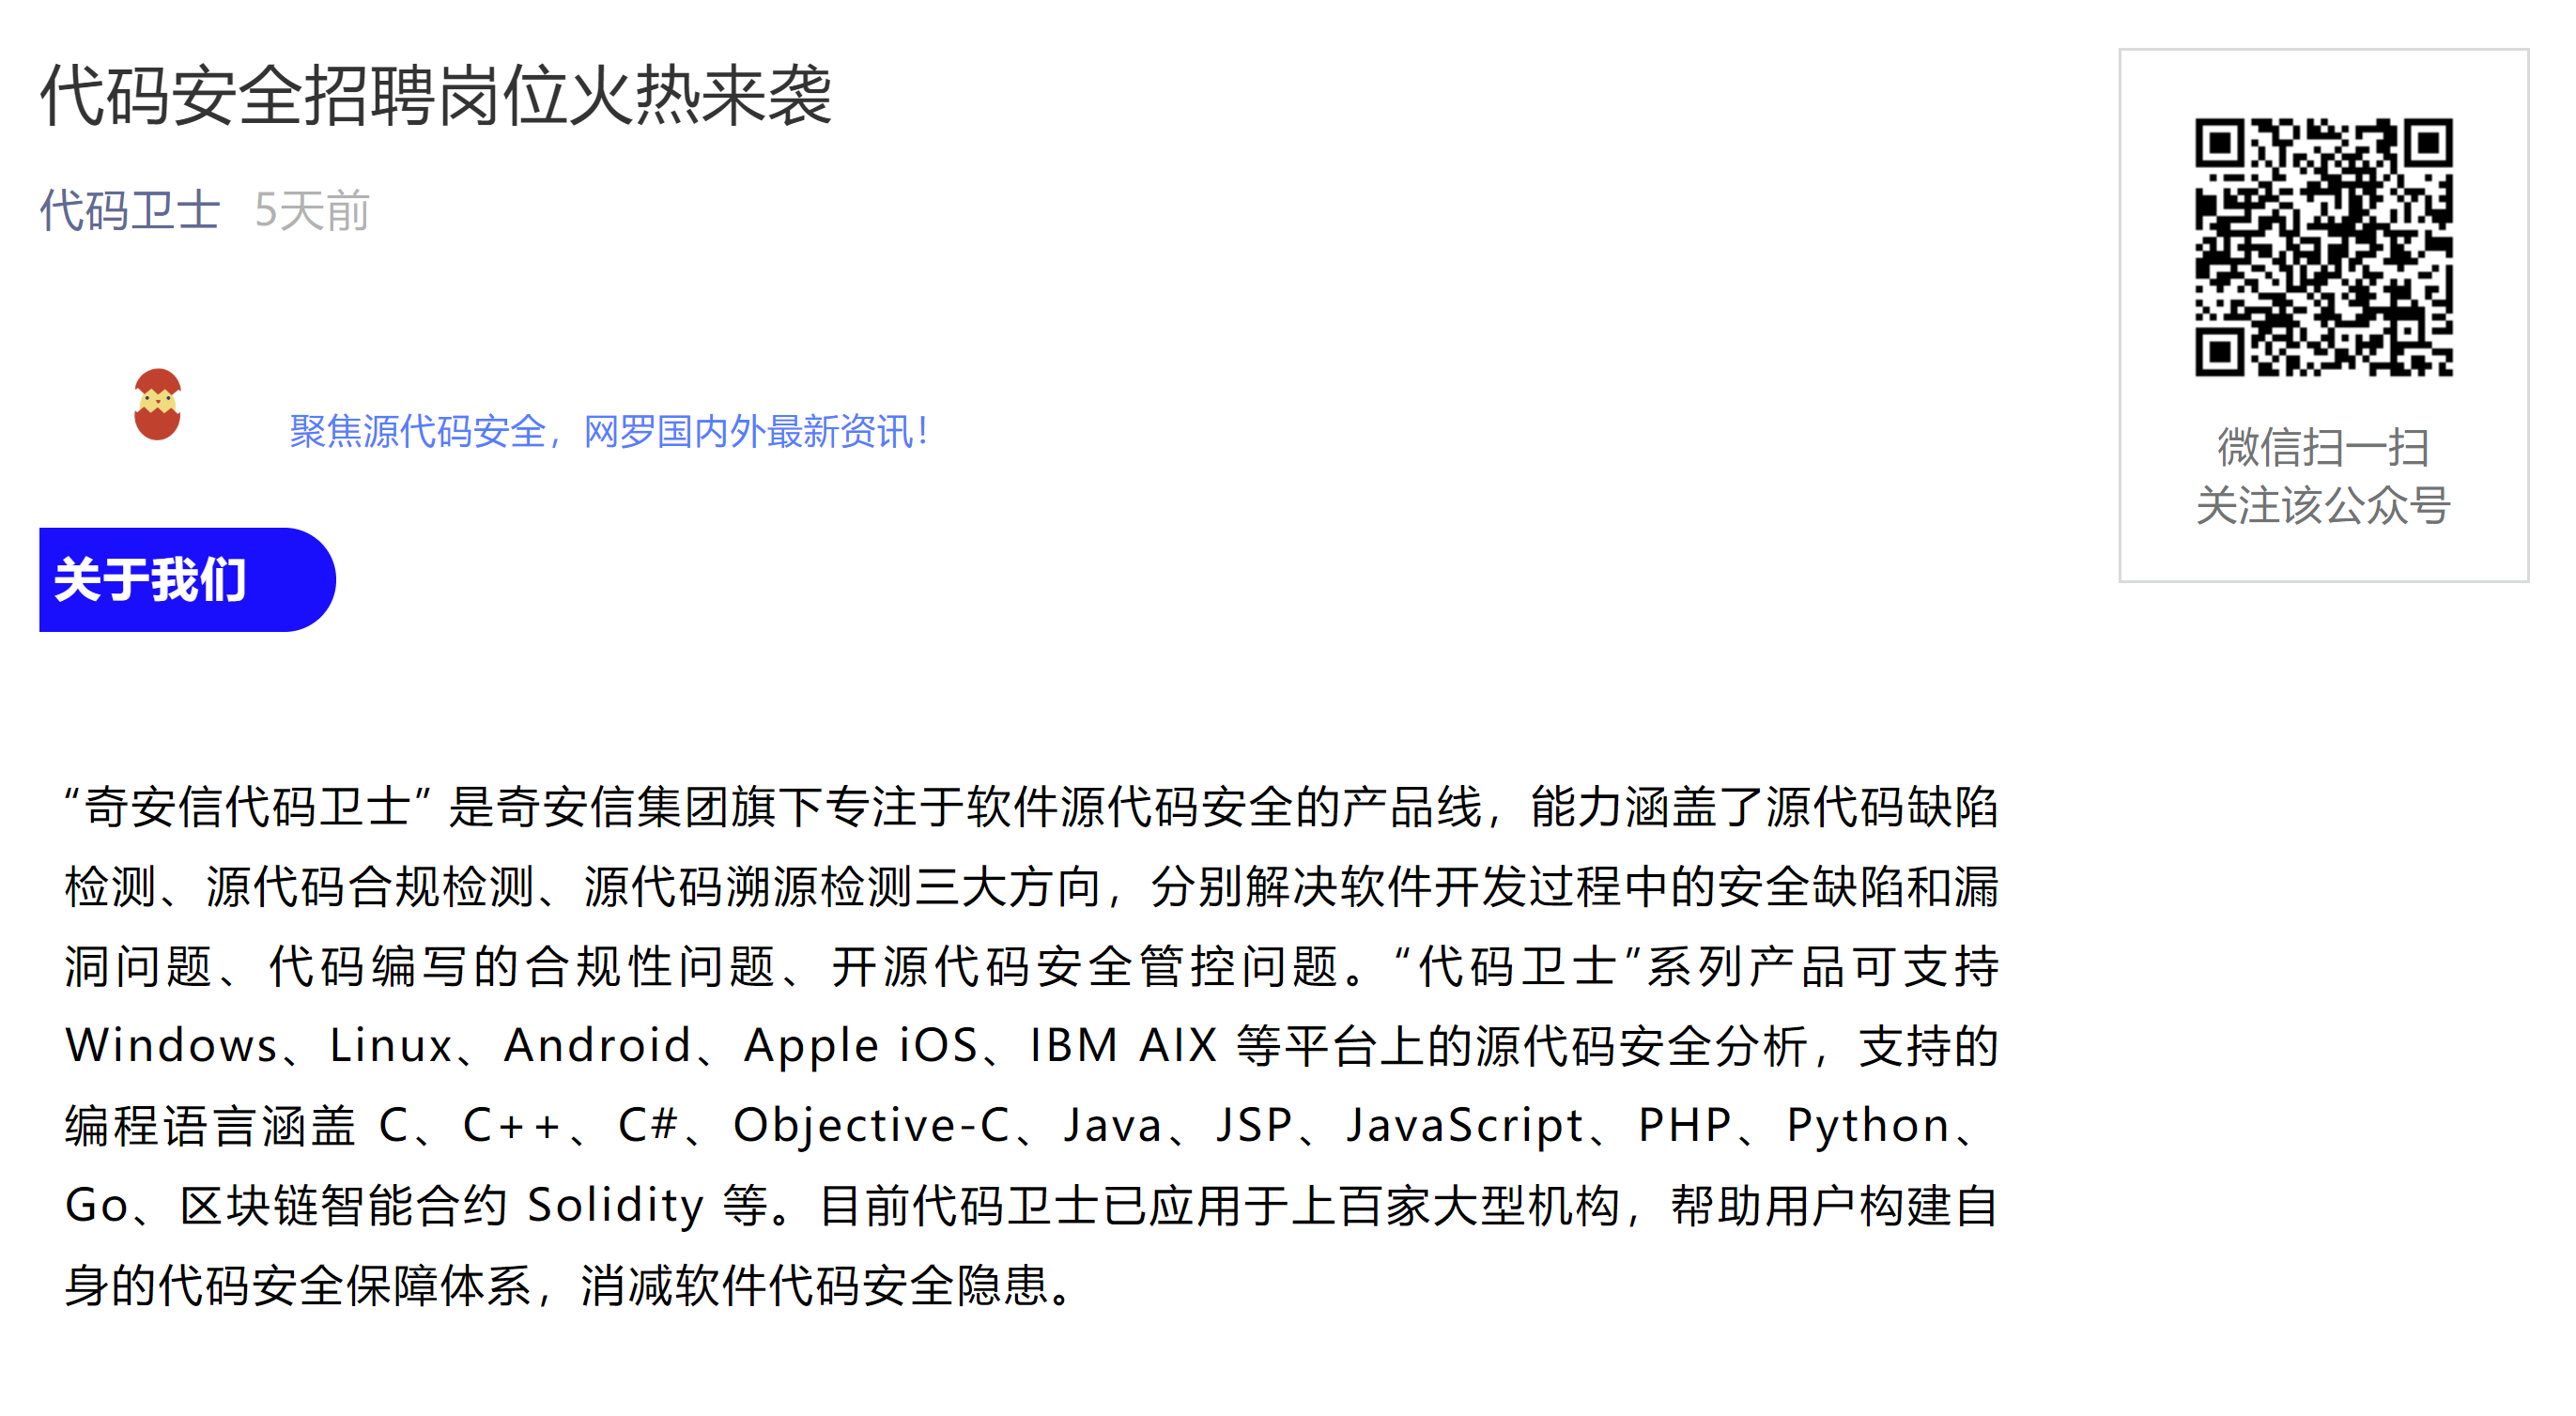 代码安全招聘岗位火热来袭
代码卫士 5天前
聚焦源代码安全，网罗国内外最新资讯！
微信扫一扫
关注该公众号
关于我们
“奇安信代码卫士” 是奇安信集团旗下专注于软件源代码安全的产品线，能力涵盖了源代码缺陷
检测、源代码合规检测、源代码溯源检测三大方向，分别解决软件开发过程中的安全缺陷和漏
洞问题、代码编写的合规性问题、开源代码安全管控问题。“代码卫士”系列产品可支持
Windows、Linux、Android、Apple iOS、IBM AIX 等平台上的源代码安全分析，支持的
编程语言涵盖 C、C++、C#、Objective-C、Java、JSP、JavaScript、PHP、Python、
Go、区块链智能合约 Solidity 等。目前代码卫士已应用于上百家大型机构，帮助用户构建自
身的代码安全保障体系，消减软件代码安全隐患。